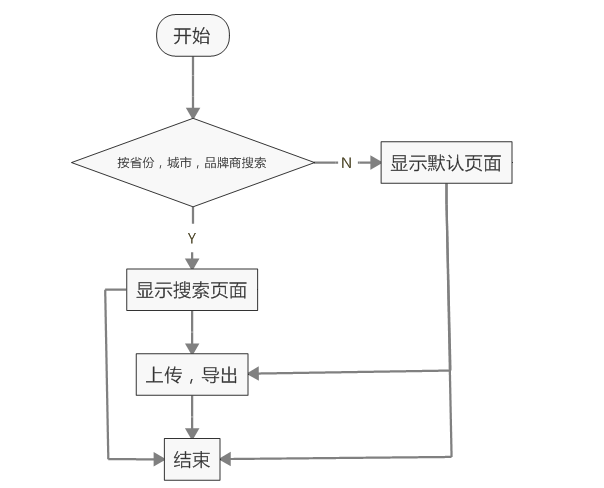 开始
按省份，城市，品牌商搜索
N
显示默认页面
Y
显示搜索页面
上传，导出
结束